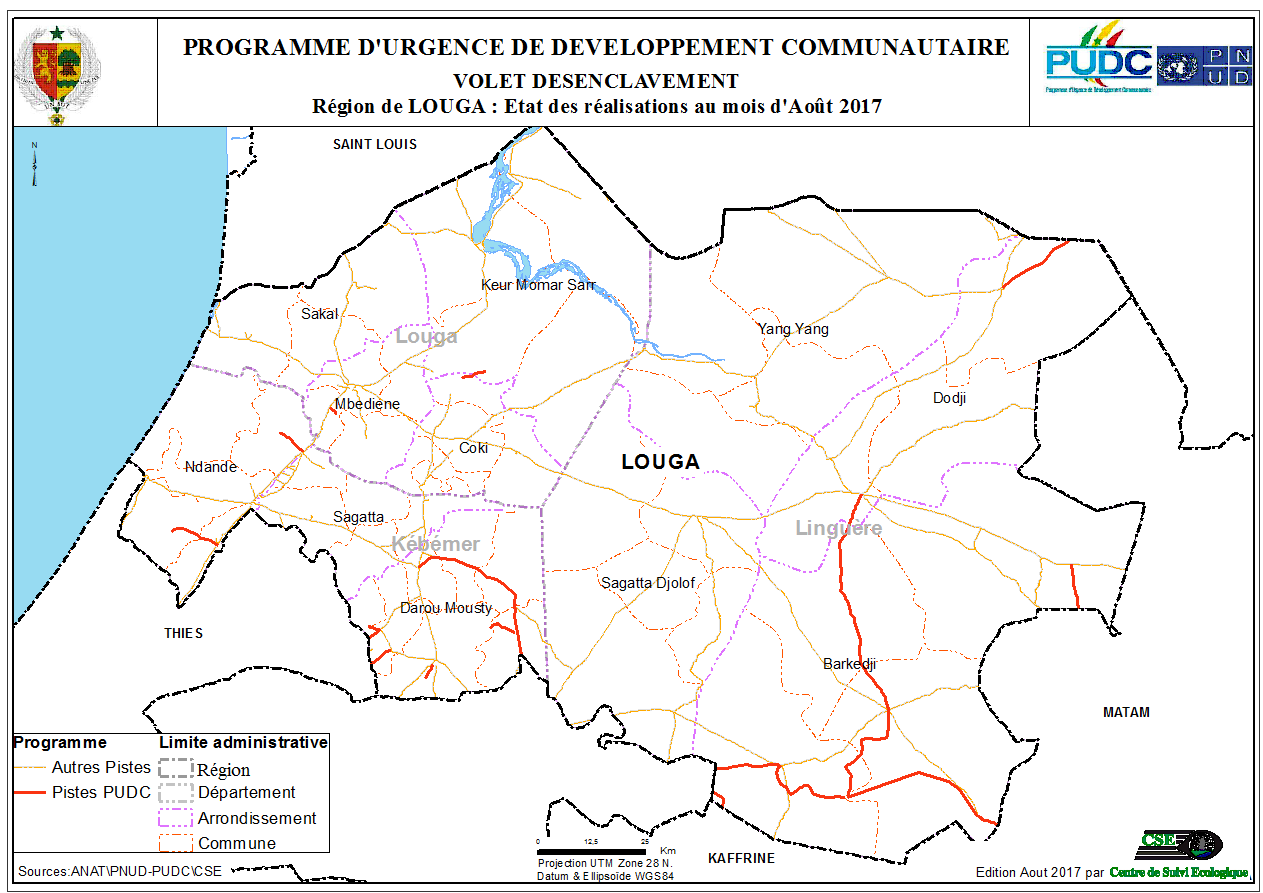 PROGRAMME D'URGENCE DE DEVELOPPEMENT COMMUNAUTAIRE
VOLET DESENCLAVEMENT
Région de LOUGA : Etat des réalisations au mois d'Août 2017
PUDC
Programme d'Urgence de Développement Communautaire
P N
U D
N
SAINT LOUIS
Keur Momar Sarr
Sakal
Louga
Yang Yang
Mbediene
Dodji
Coki
LOUGA
Ndande
Sagatta
Linguère
Kébémer
Sagatta Djolof
Darou Mousty
THIES
Barkedji
MATAM
Programme
Autres Pistes
Pistes PUDC
Limite administrative
Région
Département
Arrondissement
Commune
0 12,5 25
Km
Projection UTM Zone 28 N.
Datum & Ellipsoïde WGS84
KAFFRINE
CSE
Sources:ANAT\PNUD-PUDC\CSE
Edition Aout 2017 par Centre de Suivi Ecologique